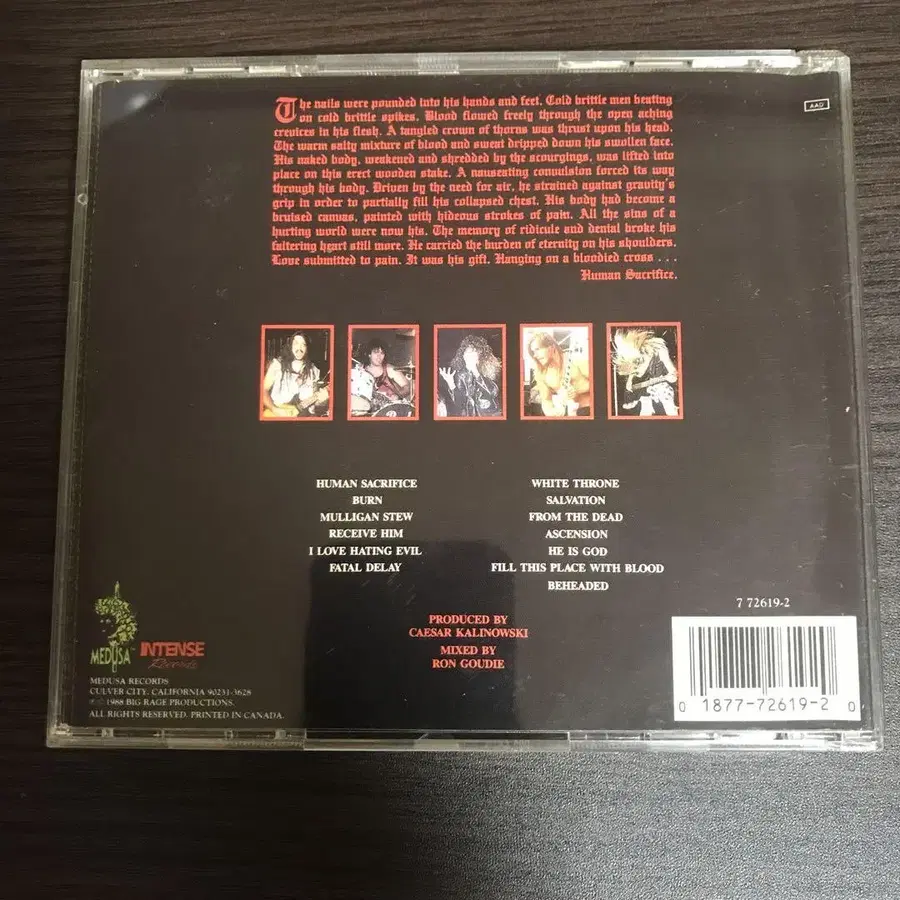 The nails were pounded into his hands and feet. Cold brittle men beating
on cold brittle spikes. Blood flowed freely through the open aching
crevices in his flesh. A tangled crown of thorns was thrust upon his head.
The warm salty mixture of blood and sweat dripped down his swollen face.
His naked body, weakened and shredded by the scourgings, was lifted into
place on this erect wooden stake. A nauseating convulsion forced its way
through his body. Driven by the need for air, he strained against gravity's
grip in order to partially fill his collapsed chest. His body had become a
bruised canvas, painted with hideous strokes of pain. All the sins of a
hurting world were now his. The memory of ridicule and denial broke his
faltering heart still more. He carried the burden of eternity on his shoulders.
Love submitted to pain. It was his gift. Hanging on a bloodied cross . . .
Human Sacrifice.
AAD
HUMAN SACRIFICE
BURN
MULLIGAN STEW
RECEIVE HIM
I LOVE HATING EVIL
FATAL DELAY
WHITE THRONE
SALVATION
FROM THE DEAD
ASCENSION
HE IS GOD
FILL THIS PLACE WITH BLOOD
BEHEADED
PRODUCED BY
CAESAR KALINOWSKI
MIXED BY
RON GOUDIE
MEDUSA™
INTENSE
Records
MEDUSA RECORDS
CULVER CITY, CALIFORNIA 90231-3628
℗ © 1988 BIG RAGE PRODUCTIONS.
ALL RIGHTS RESERVED. PRINTED IN CANADA.
7 72619-2
0 1877-72619-2 0